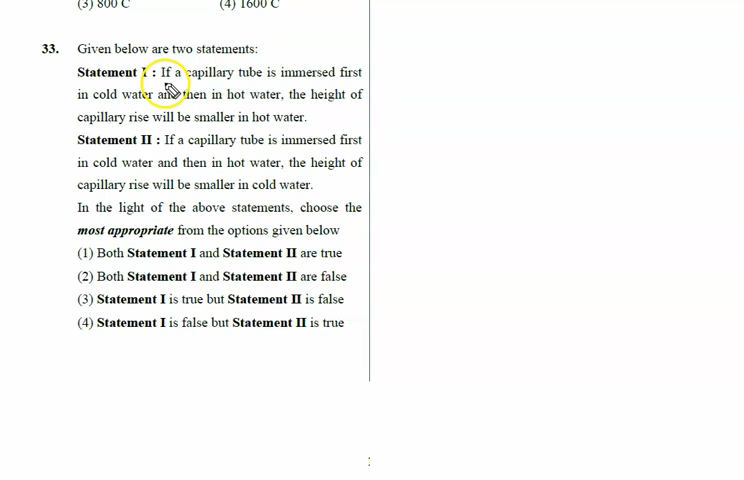 (3) 800 C (4) 1600 C
33. Given below are two statements:
Statement I : If a capillary tube is immersed first
in cold water and then in hot water, the height of
capillary rise will be smaller in hot water.
Statement II : If a capillary tube is immersed first
in cold water and then in hot water, the height of
capillary rise will be smaller in cold water.
In the light of the above statements, choose the
most appropriate from the options given below
(1) Both Statement I and Statement II are true
(2) Both Statement I and Statement II are false
(3) Statement I is true but Statement II is false
(4) Statement I is false but Statement II is true